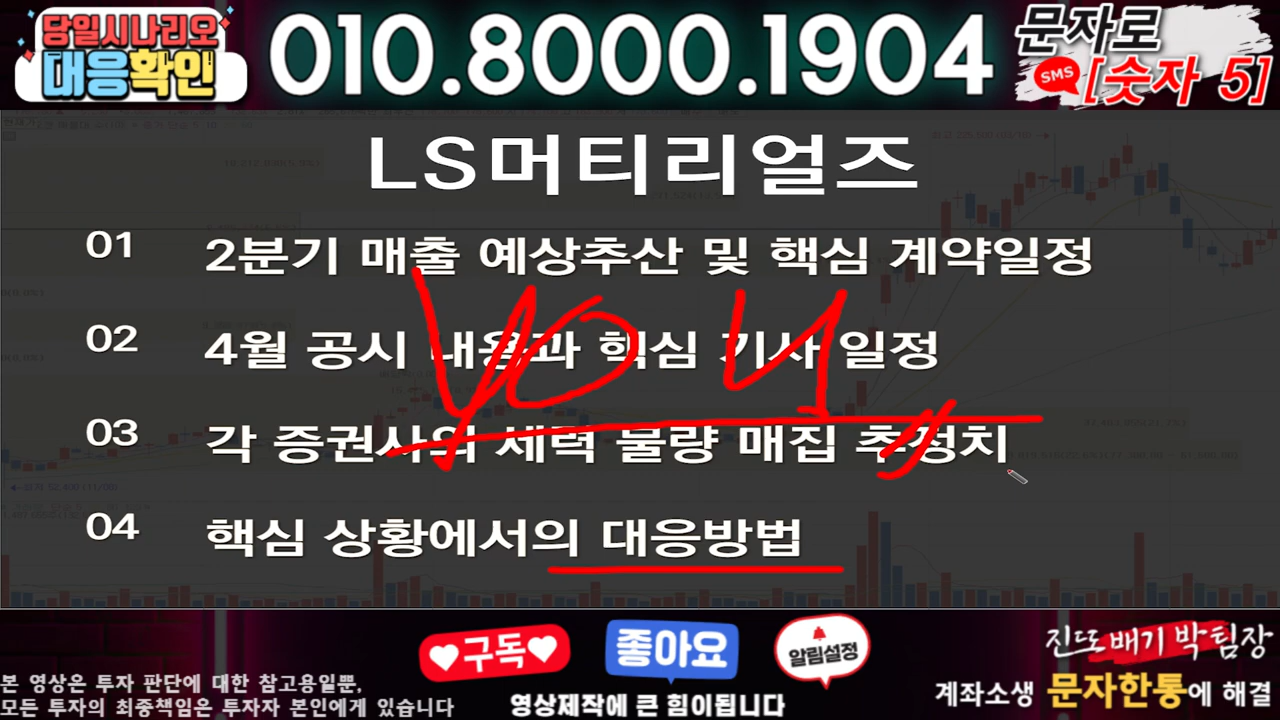 당일시나리오
대응확인
010.8000.1904
문자로
SMS [숫자 5]
LS머티리얼즈
01 2분기 매출 예상추산 및 핵심 계약일정
02 4월 공시 내용과 핵심 기사 일정
03 각 증권사의 세력 물량 매집 추정치
04 핵심 상황에서의 대응방법
구독
좋아요
알림설정
영상제작에 큰 힘이됩니다
본 영상은 투자 판단에 대한 참고용일뿐,
모든 투자의 최종책임은 투자자 본인에게 있습니다
진또배기 박팀장
계좌소생 문자한통에 해결